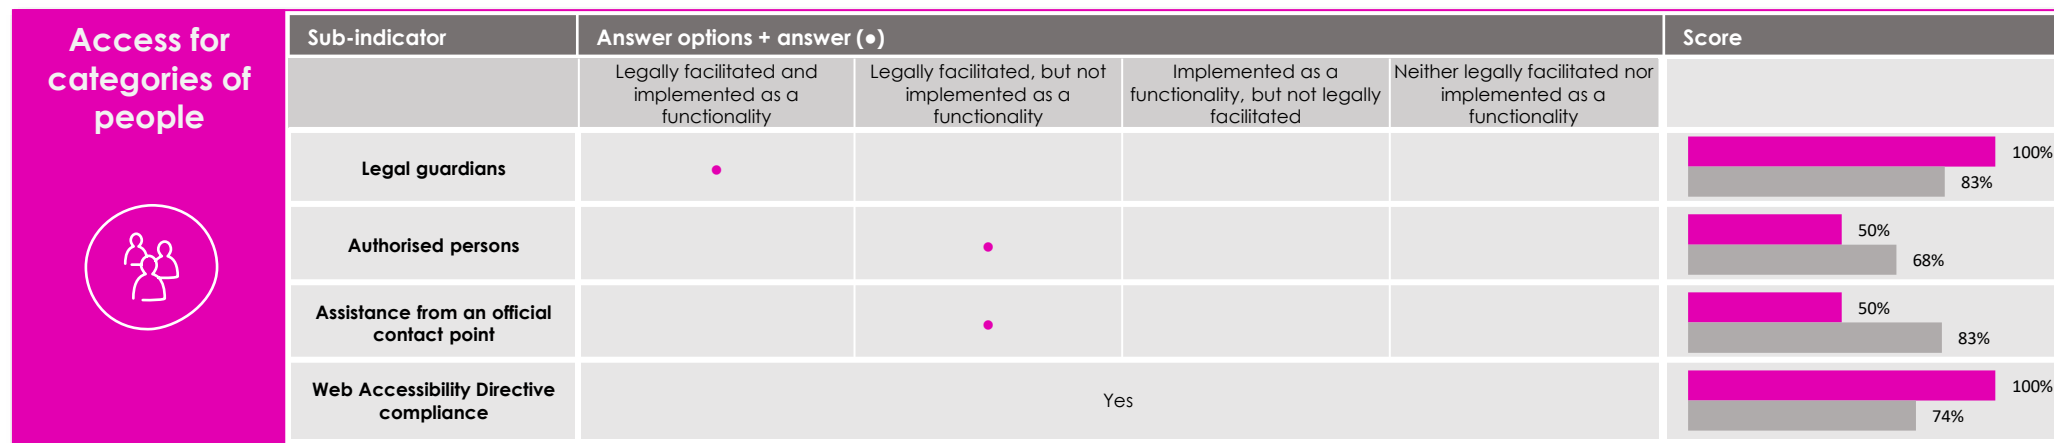 Access for
categories of
people
Sub-indicator
Answer options + answer (●)
Score
Legally facilitated and
implemented as a
functionality
Legally facilitated, but not
implemented as a
functionality
Implemented as a
functionality, but not legally
facilitated
Neither legally facilitated nor
implemented as a
functionality
Legal guardians
●
100%
83%
Authorised persons
●
50%
68%
Assistance from an official
contact point
●
50%
83%
Web Accessibility Directive
compliance
Yes
100%
74%